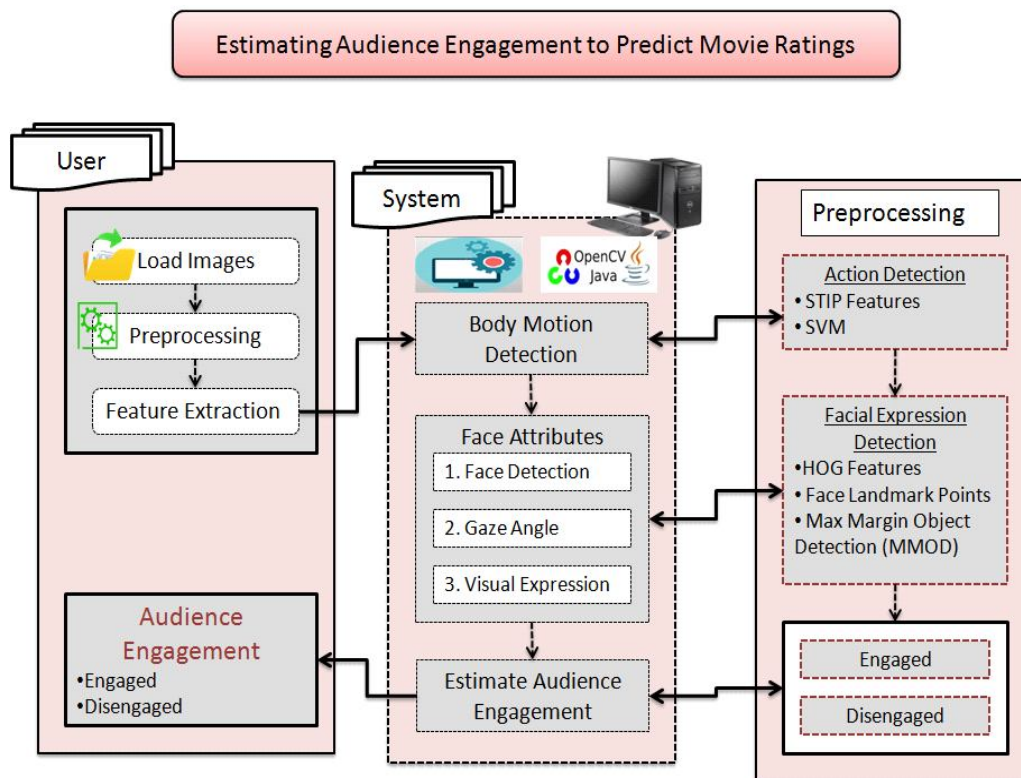 Estimating Audience Engagement to Predict Movie Ratings
User
Load Images
Preprocessing
Feature Extraction
Audience
Engagement
•Engaged
•Disengaged
System
OpenCV
Java
Body Motion
Detection
Face Attributes
1. Face Detection
2. Gaze Angle
3. Visual Expression
Estimate Audience
Engagement
Preprocessing
Action Detection
• STIP Features
• SVM
Facial Expression
Detection
•HOG Features
• Face Landmark Points
• Max Margin Object
Detection (MMOD)
Engaged
Disengaged